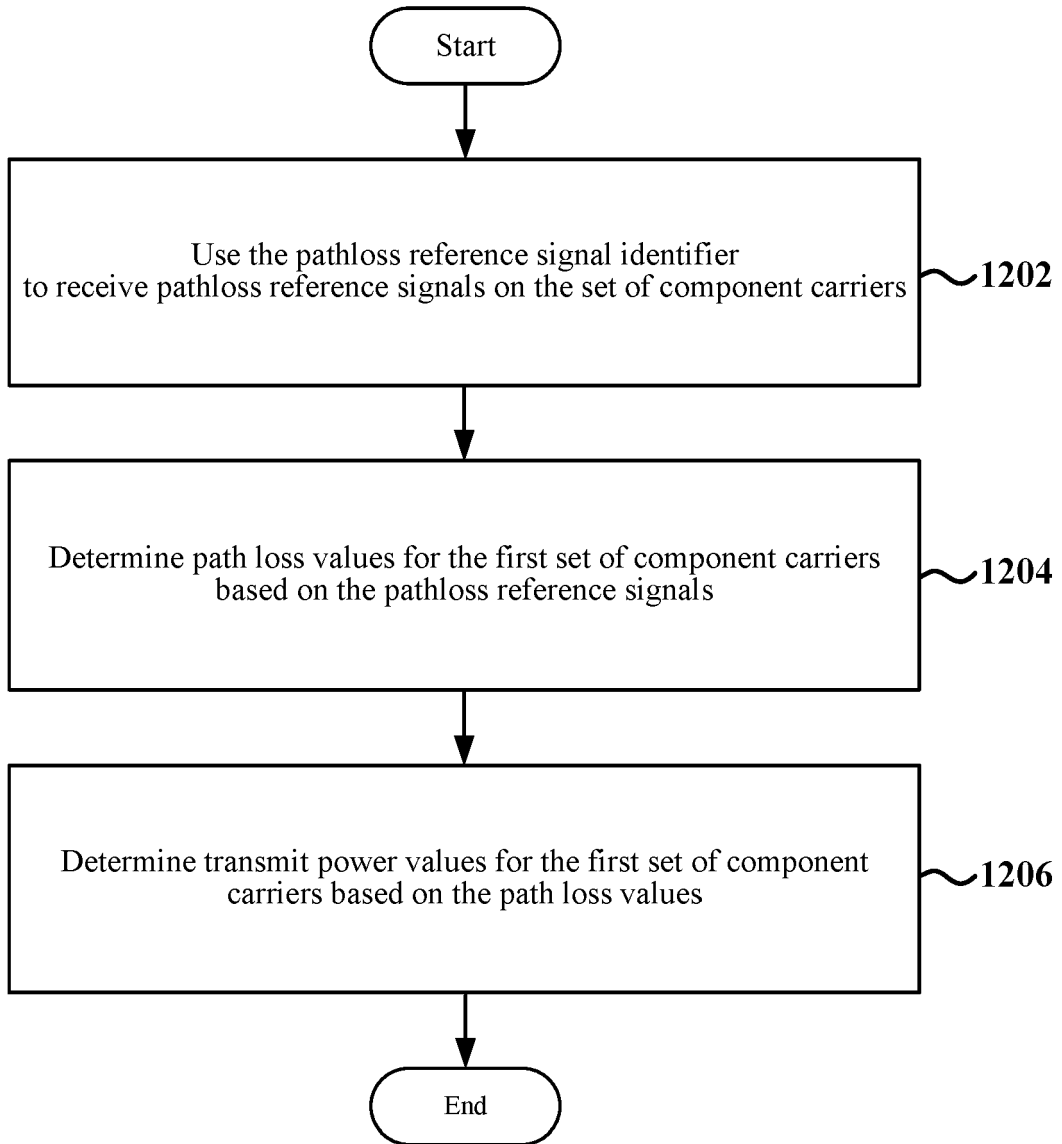 Start
Use the pathloss reference signal identifier
to receive pathloss reference signals on the set of component carriers
1202
Determine path loss values for the first set of component carriers
based on the pathloss reference signals
1204
Determine transmit power values for the first set of component
carriers based on the path loss values
1206
End